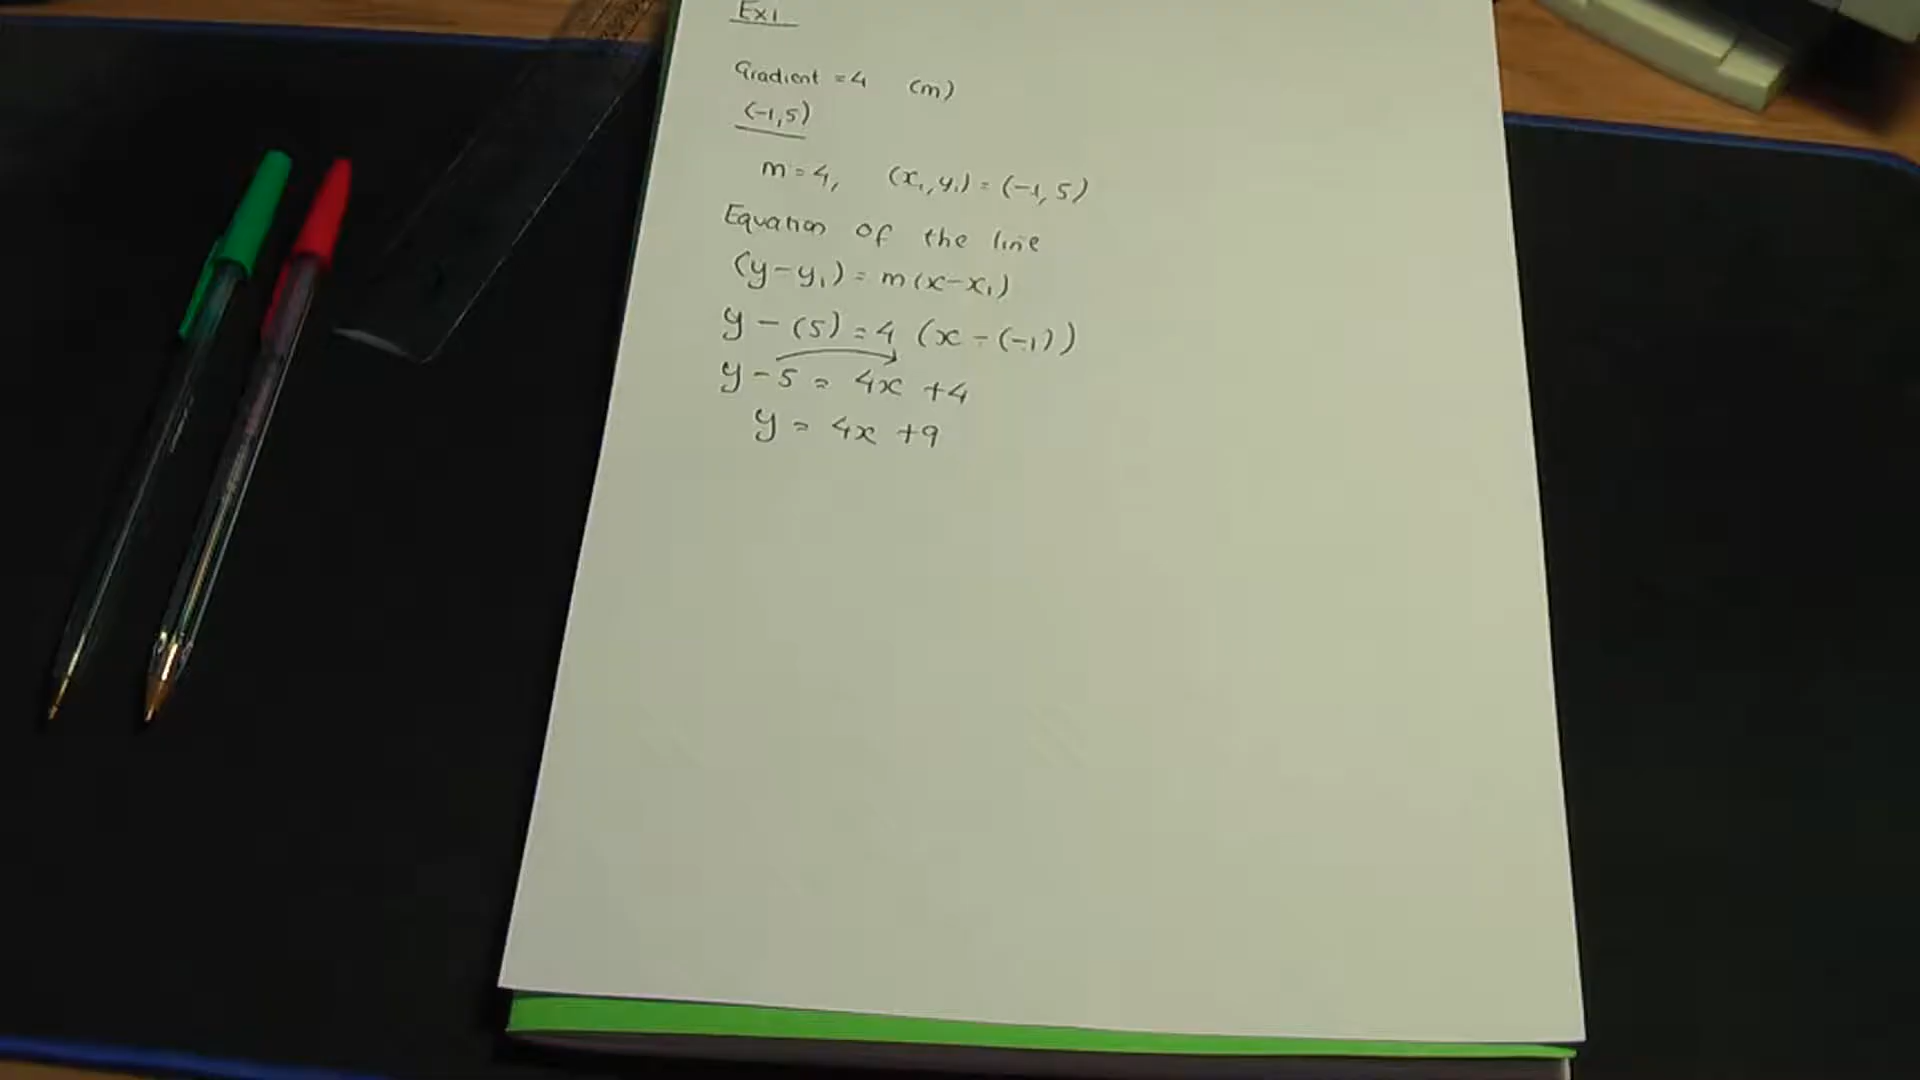 Ex1
Gradient = 4 (m)
(-1,5)
m = 4, (x₁, y₁) = (-1, 5)
Equation of the line
(y-y₁) = m(x-x₁)
y - (5) = 4 (x - (-1))
y - 5 = 4x + 4
y = 4x + 9